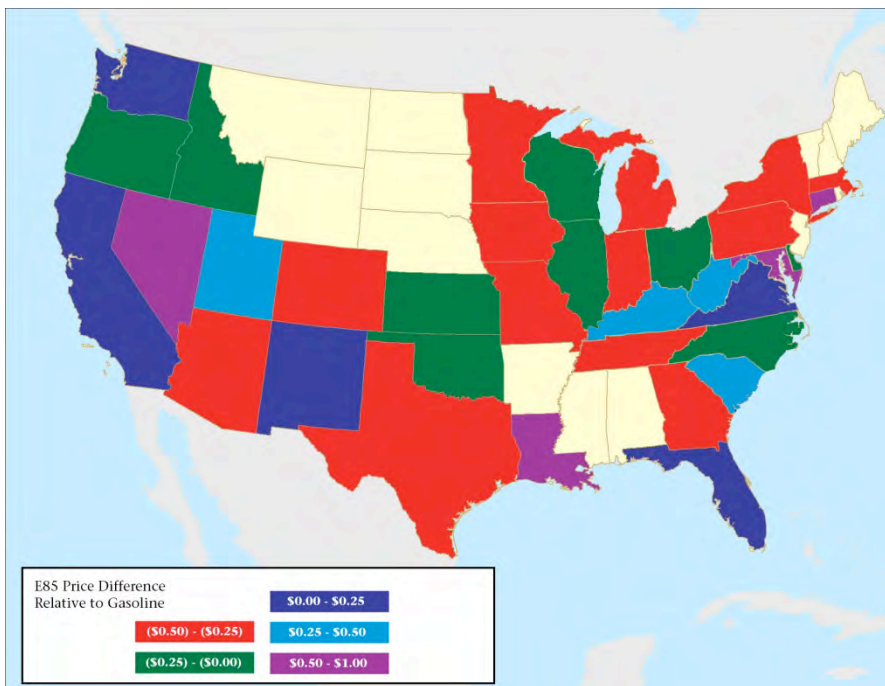 E85 Price Difference
Relative to Gasoline
$0.00 - $0.25
($0.50) - ($0.25)
$0.25 - $0.50
($0.25) - ($0.00)
$0.50 - $1.00